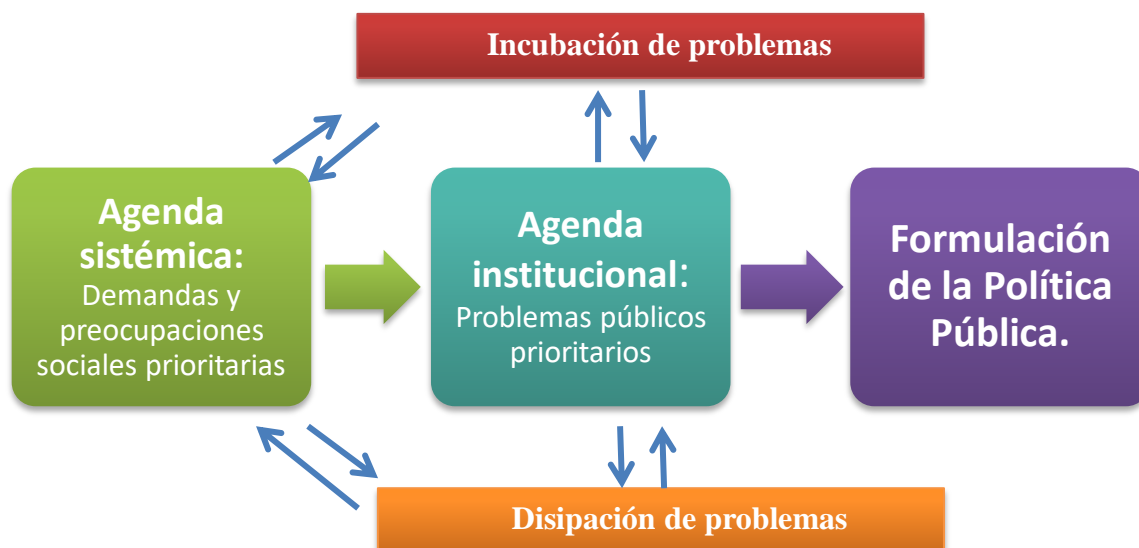 Incubación de problemas
Agenda
sistémica:
Demandas y
preocupaciones
sociales prioritarias
Agenda
institucional:
Problemas públicos
prioritarios
Formulación
de la Política
Pública.
Disipación de problemas